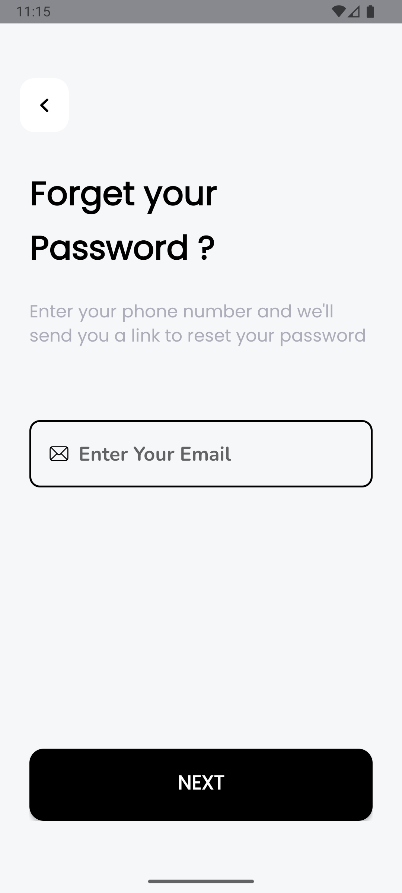 11:15
Forget your
Password ?
Enter your phone number and we'll
send you a link to reset your password
Enter Your Email
NEXT